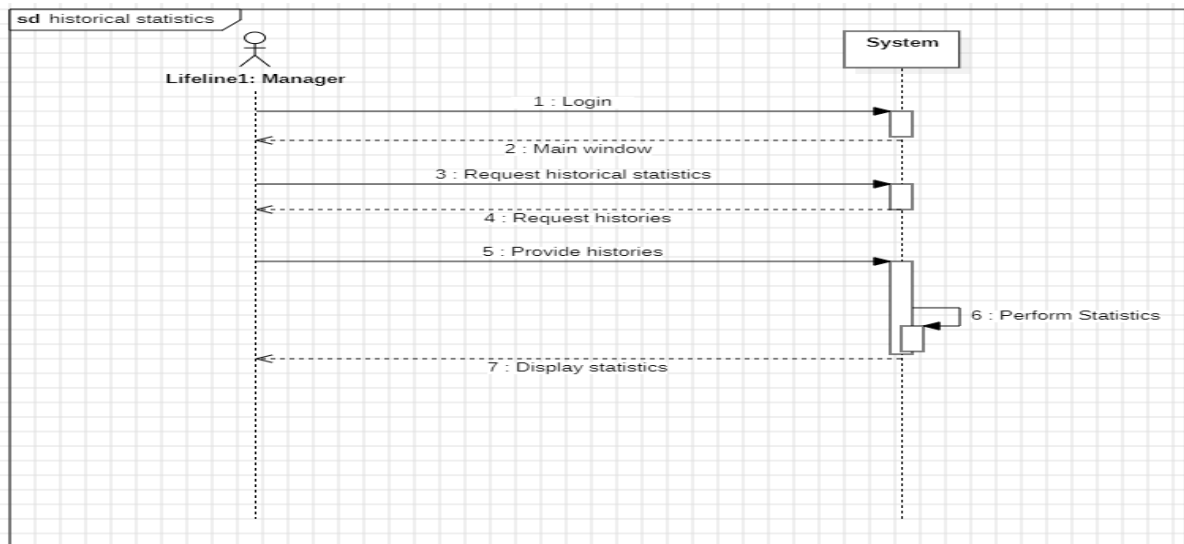 sd historical statistics
System
Lifeline1: Manager
1 : Login
2 : Main window
3 : Request historical statistics
4 : Request histories
5 : Provide histories
6 : Perform Statistics
7 : Display statistics